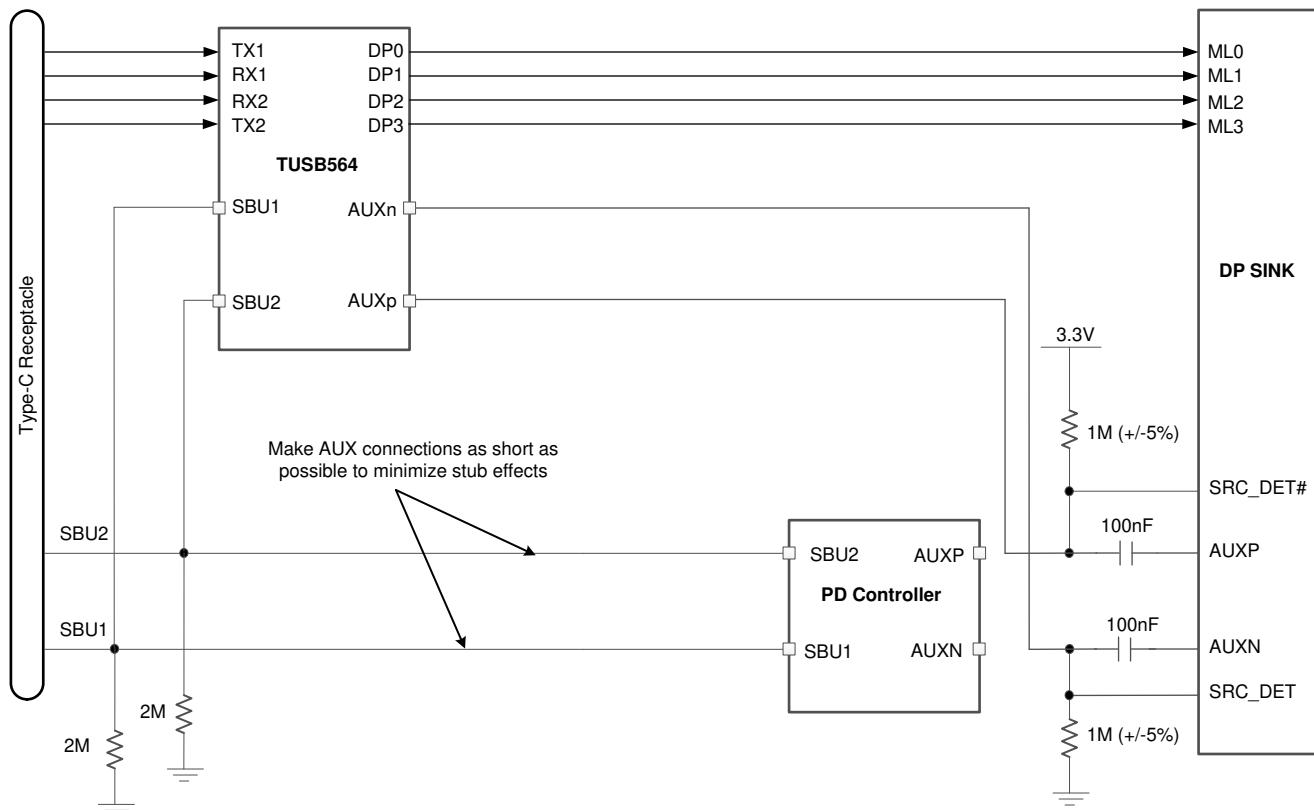 Type-C Receptacle
TX1
RX1
RX2
TX2
DP0
DP1
DP2
DP3
TUSB564
SBU1
AUXn
SBU2
AUXp
ML0
ML1
ML2
ML3
DP SINK
3.3V
1M (+/-5%)
Make AUX connections as short as
possible to minimize stub effects
SRC_DET#
100nF
AUXP
SBU2
SBU2
AUXP
PD Controller
SBU1
SBU1
AUXN
100nF
AUXN
SRC_DET
1M (+/-5%)
2M
2M